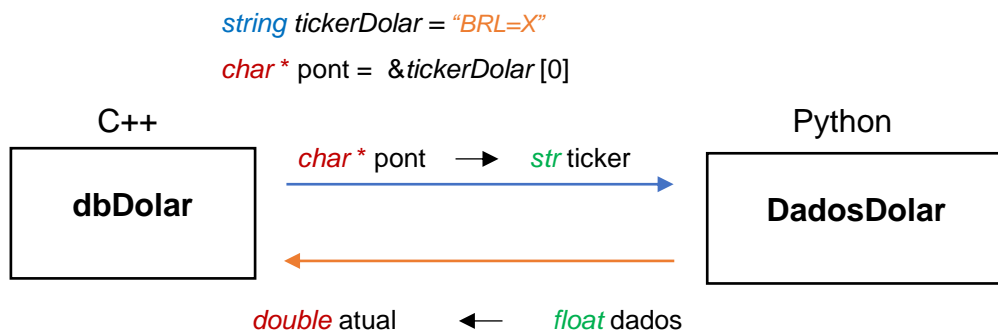 string tickerDolar = “BRL=X”
char * pont = &tickerDolar [0]
C++
Python
char * pont → str ticker
dbDolar
DadosDolar
double atual ← float dados